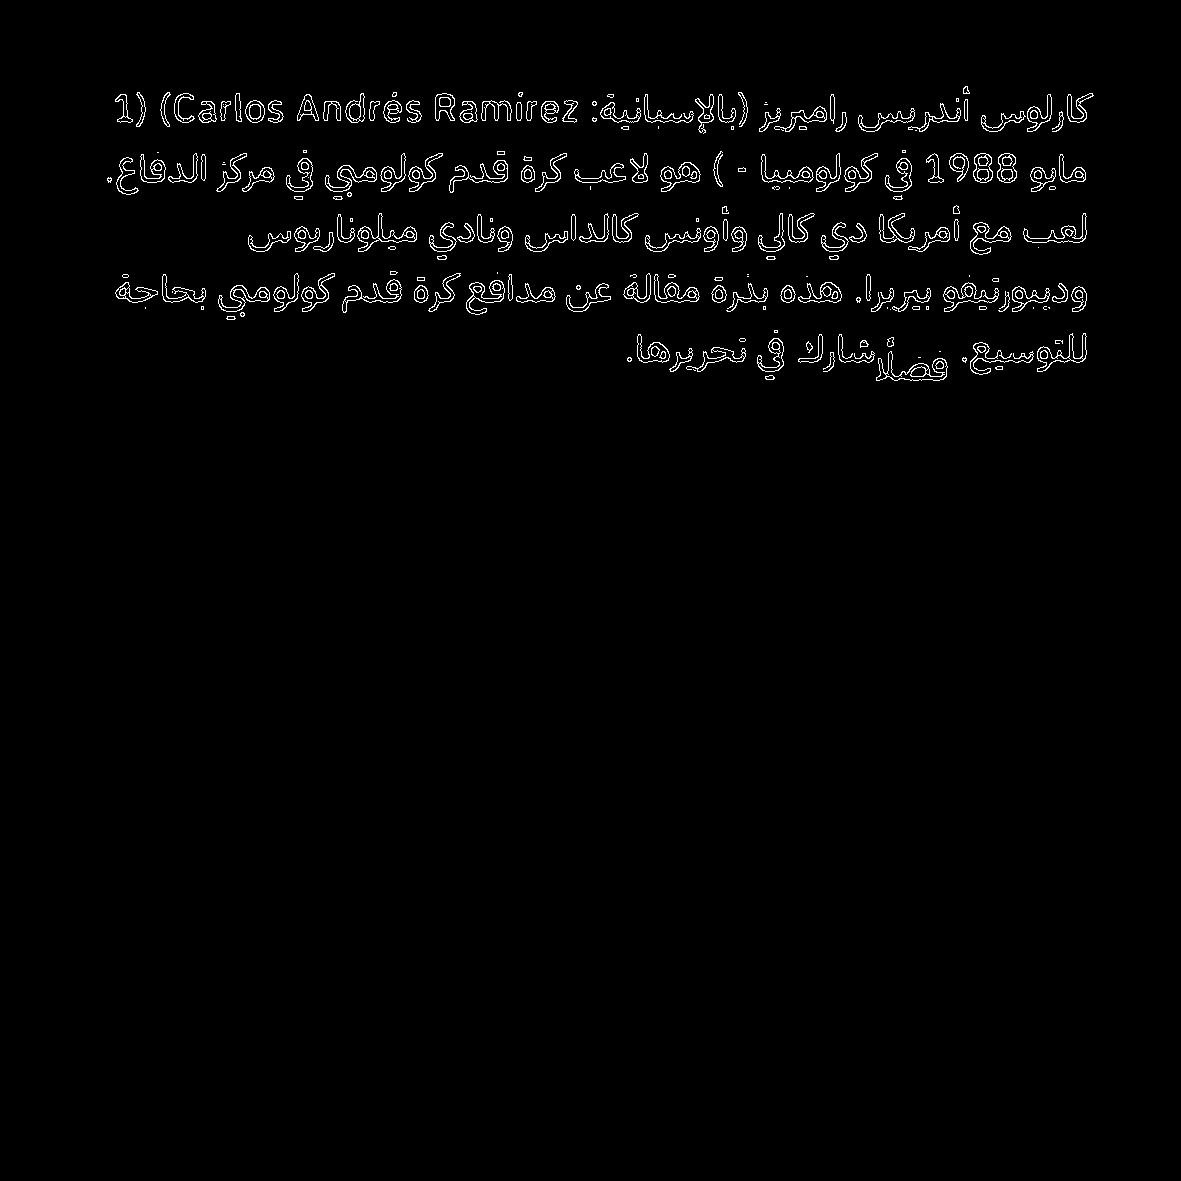 كارلوس أندريس راميريز (بالإسبانية: Carlos Andrés Ramírez) (1
مايو 1988 في كولومبيا - ) هو لاعب كرة قدم كولومبي في مركز الدفاع.
لعب مع أمريكا دي كالي وأونس كالداس ونادي ميلوناريوس
وديبورتيفو بيريرا. هذه بذرة مقالة عن مدافع كرة قدم كولومبي بحاجة
للتوسيع. فضلًا شارك في تحريرها.